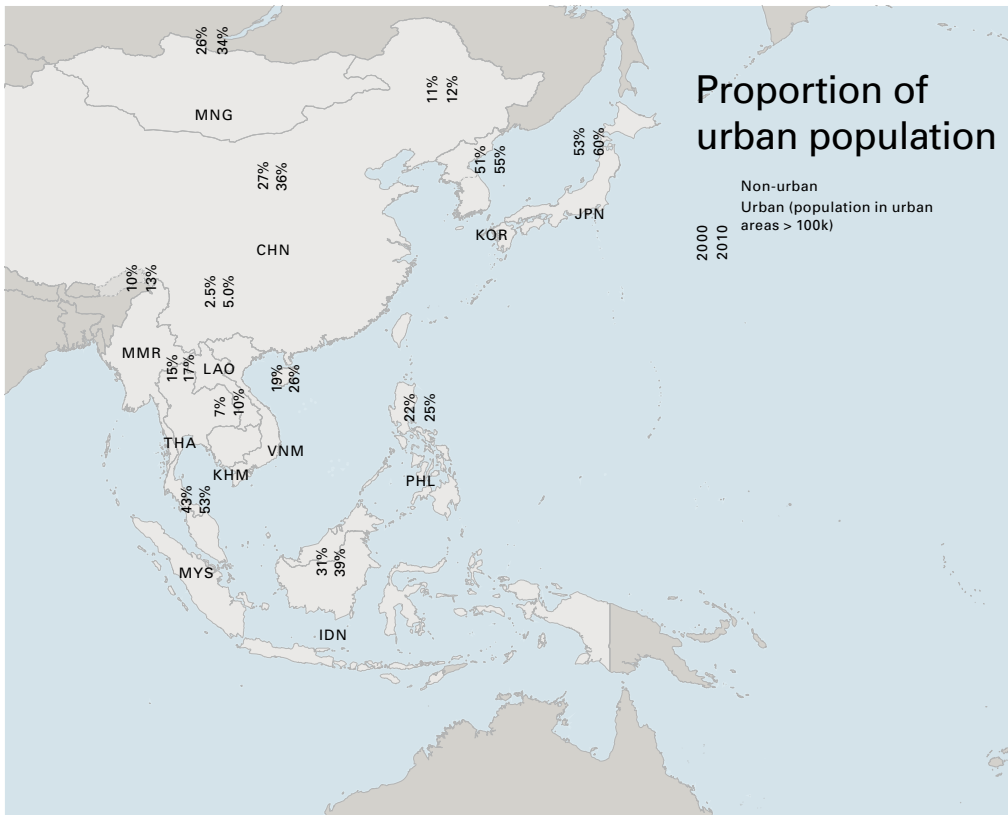 Proportion of
urban population
Non-urban
Urban (population in urban
areas > 100k)
2000
2010
26%
34%
MNG
11%
12%
27%
36%
51%
55%
53%
60%
JPN
KOR
CHN
10%
13%
2.5%
5.0%
MMR
15%
17%
LAO
19%
26%
7%
10%
22%
25%
THA
VNM
KHM
PHL
43%
53%
MYS
31%
39%
IDN